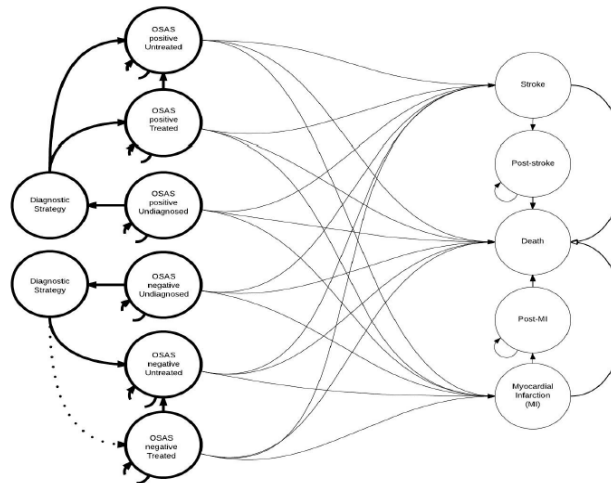 OSAS
positive
Untreated
OSAS
positive
Treated
Diagnostic
Strategy
OSAS
positive
Undiagnosed
Diagnostic
Strategy
OSAS
negative
Undiagnosed
OSAS
negative
Untreated
OSAS
negative
Treated
Stroke
Post-stroke
Death
Post-MI
Myocardial
Infarction
(MI)